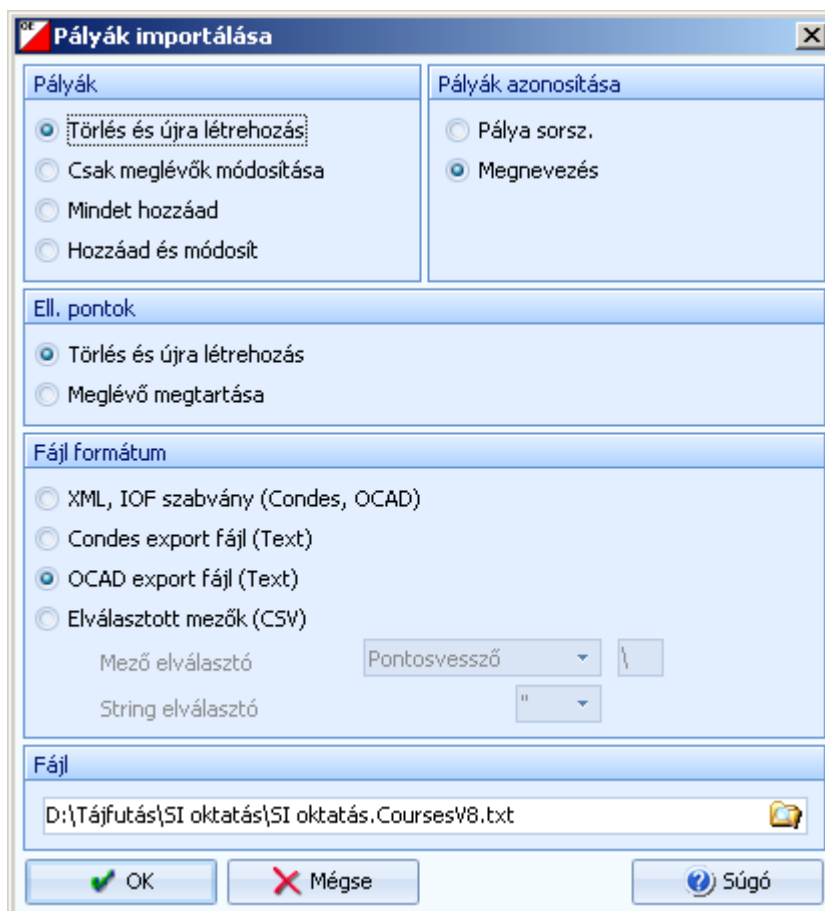 OE
Pályák importálása
Pályák
Törlés és újra létrehozás
Csak meglévők módosítása
Mindet hozzáad
Hozzáad és módosít
Pályák azonosítása
Pálya sorsz.
Megnevezés
Ell. pontok
Törlés és újra létrehozás
Meglévő megtartása
Fájl formátum
XML, IOF szabvány (Condes, OCAD)
Condes export fájl (Text)
OCAD export fájl (Text)
Elválasztott mezők (CSV)
Mező elválasztó Pontosvessző \
String elválasztó "
Fájl
D:\Tájfutás\SI oktatás\SI oktatás.CoursesV8.txt
OK Mégse Súgó